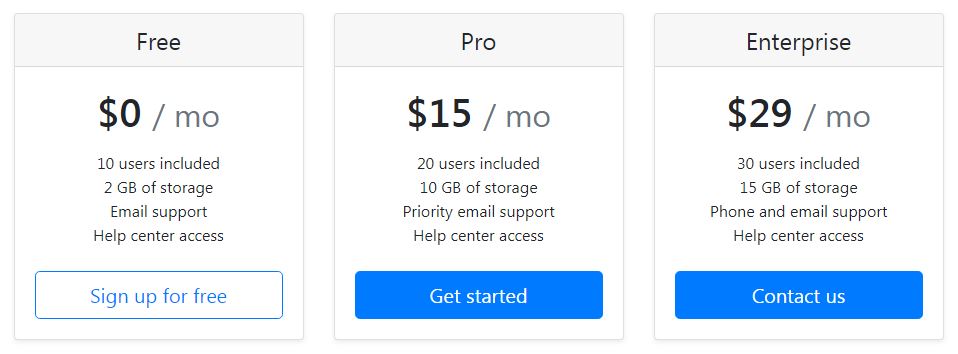 Free
$0 / mo
10 users included
2 GB of storage
Email support
Help center access
Sign up for free
Pro
$15 / mo
20 users included
10 GB of storage
Priority email support
Help center access
Get started
Enterprise
$29 / mo
30 users included
15 GB of storage
Phone and email support
Help center access
Contact us